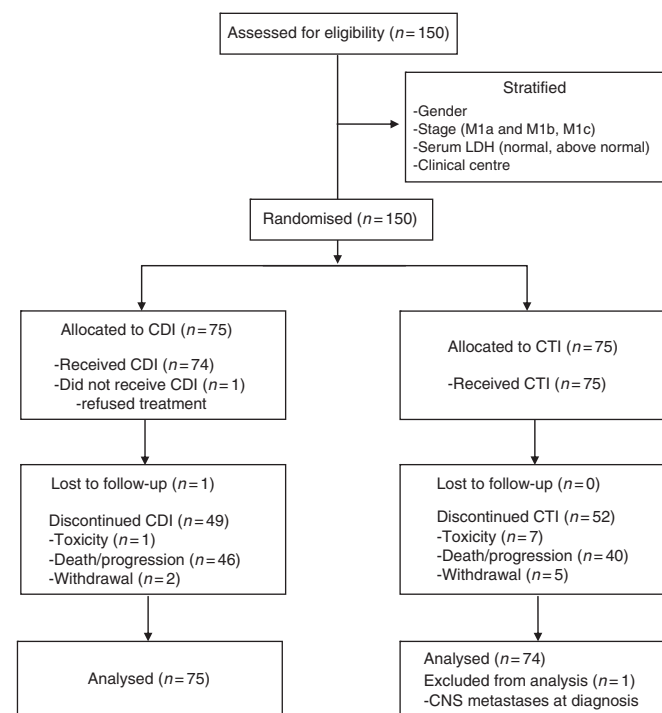 Assessed for eligibility (n=150)
Stratified
-Gender
-Stage (M1a and M1b, M1c)
-Serum LDH (normal, above normal)
-Clinical centre
Randomised (n=150)
Allocated to CDI (n=75)
-Received CDI (n=74)
-Did not receive CDI (n=1)
-refused treatment
Allocated to CTI (n=75)
-Received CTI (n=75)
Lost to follow-up (n=1)
Discontinued CDI (n=49)
-Toxicity (n=1)
-Death/progression (n=46)
-Withdrawal (n=2)
Lost to follow-up (n=0)
Discontinued CTI (n=52)
-Toxicity (n=7)
-Death/progression (n=40)
-Withdrawal (n=5)
Analysed (n=75)
Analysed (n=74)
Excluded from analysis (n=1)
-CNS metastases at diagnosis